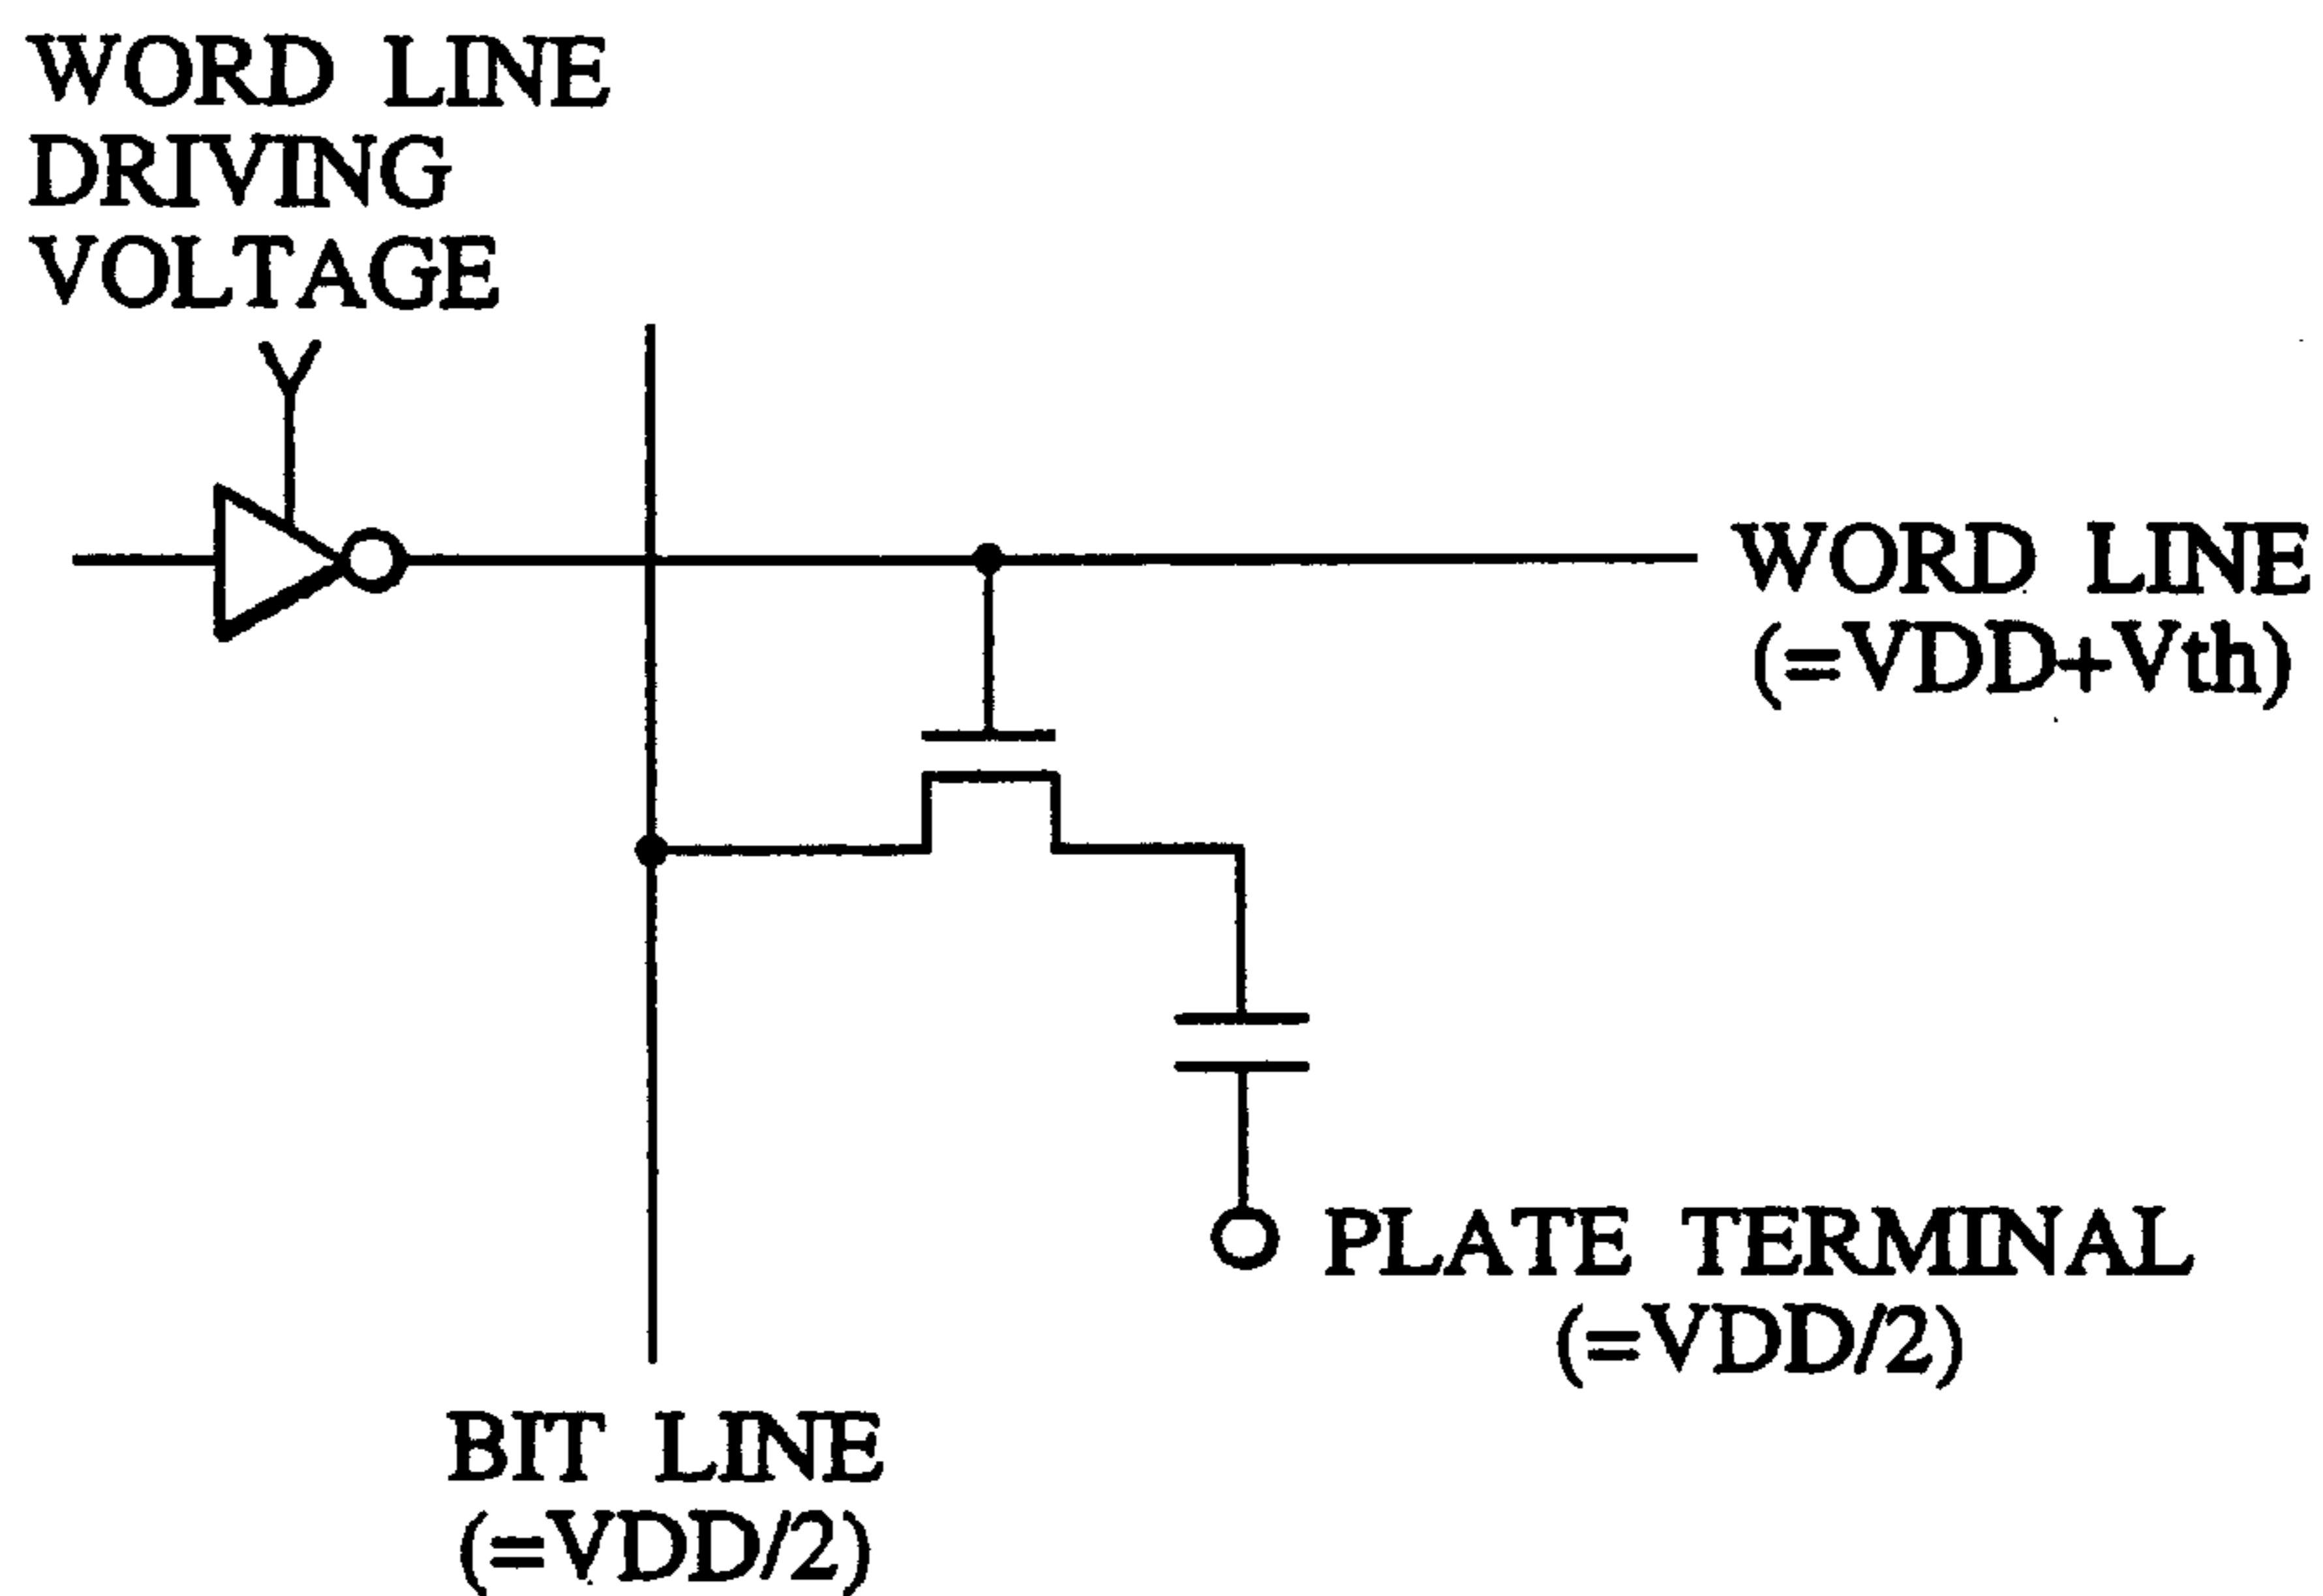 WORD LINE
DRIVING
VOLTAGE
WORD LINE
(=VDD+Vth)
PLATE TERMINAL
(=VDD/2)
BIT LINE
(=VDD/2)